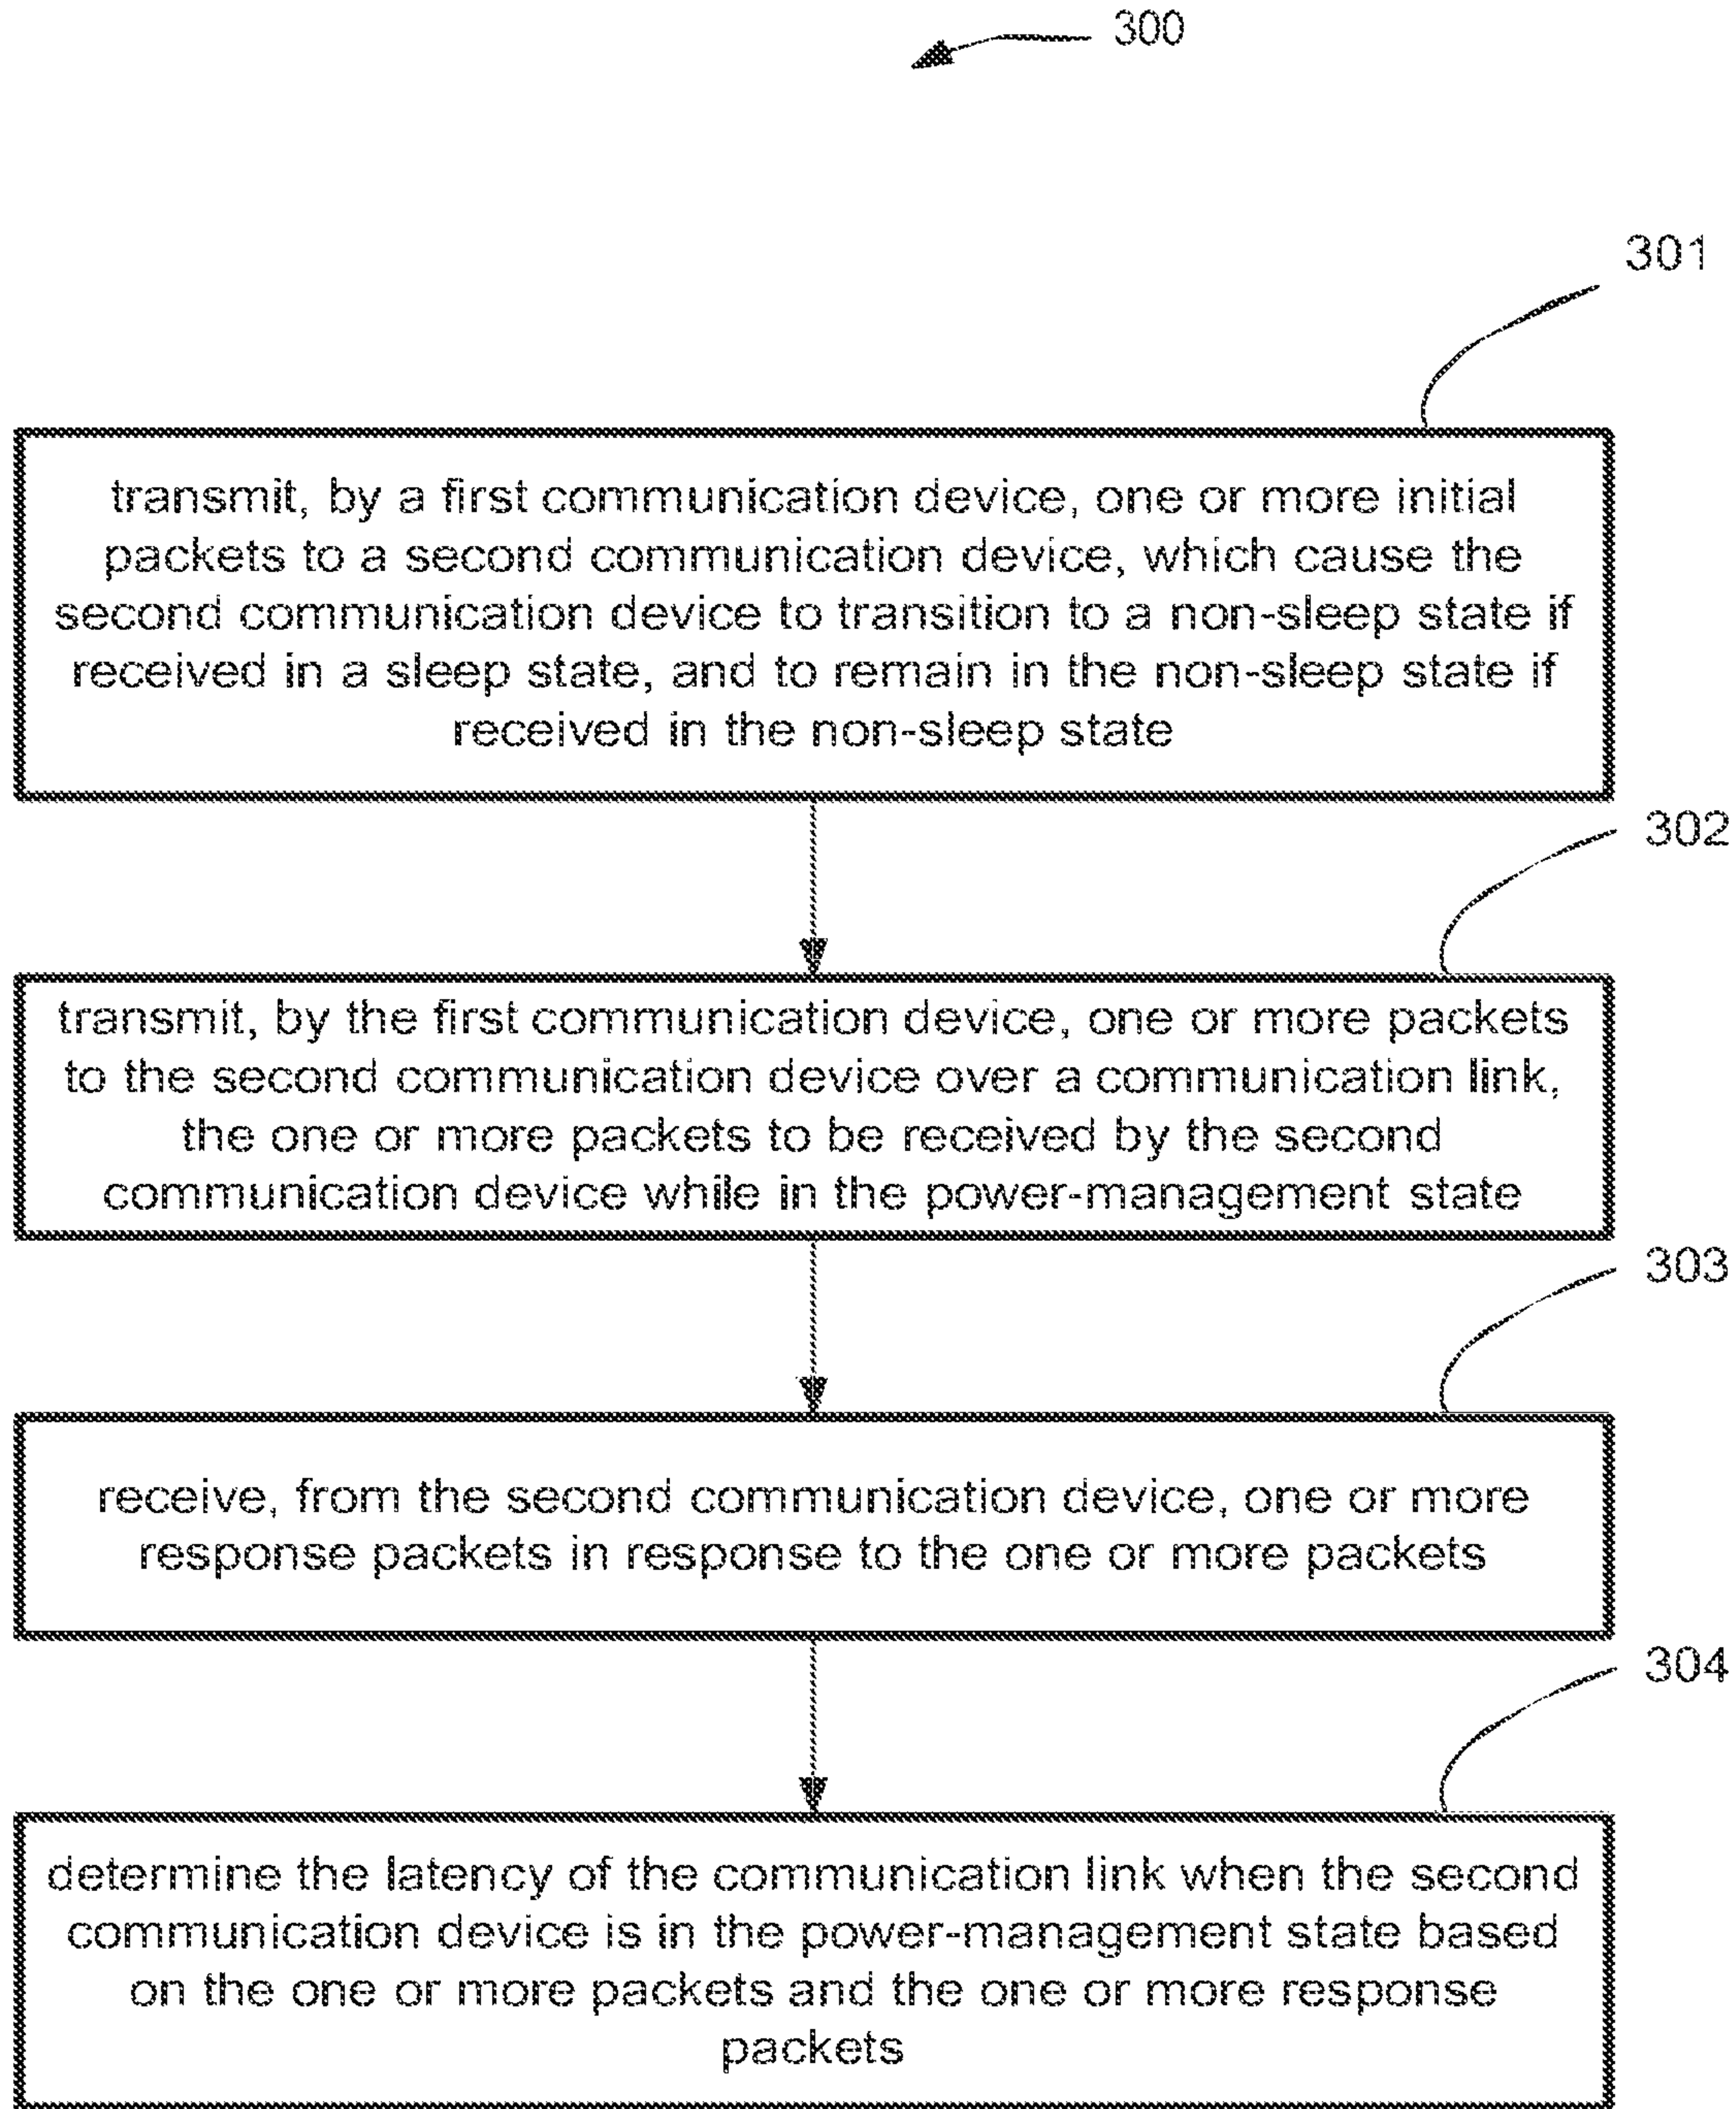 300
301
transmit, by a first communication device, one or more initial
packets to a second communication device, which cause the
second communication device to transition to a non-sleep state if
received in a sleep state, and to remain in the non-sleep state if
received in the non-sleep state
302
transmit, by the first communication device, one or more packets
to the second communication device over a communication link,
the one or more packets to be received by the second
communication device while in the power-management state
303
receive, from the second communication device, one or more
response packets in response to the one or more packets
304
determine the latency of the communication link when the second
communication device is in the power-management state based
on the one or more packets and the one or more response
packets